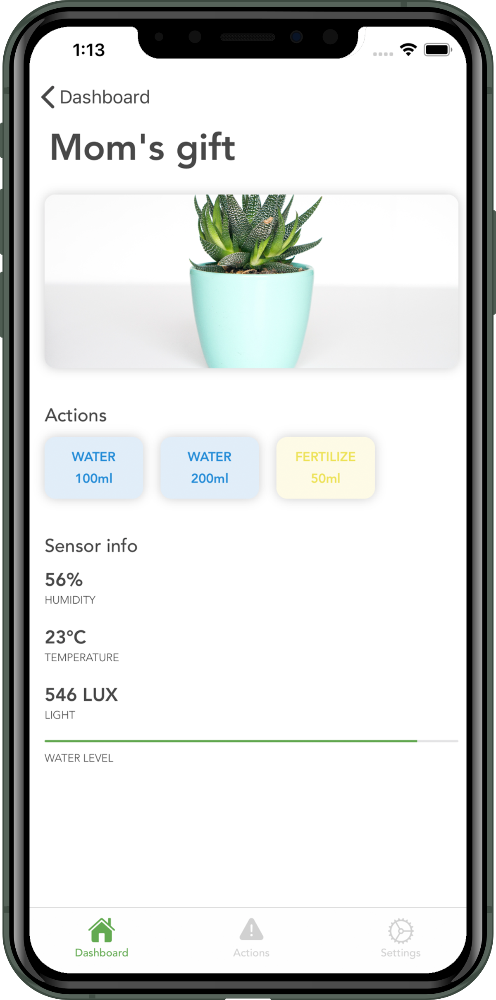 1:13
Dashboard
Mom's gift
Actions
WATER
100ml
WATER
200ml
FERTILIZE
50ml
Sensor info
56%
HUMIDITY
23°C
TEMPERATURE
546 LUX
LIGHT
WATER LEVEL
Dashboard
Actions
Settings